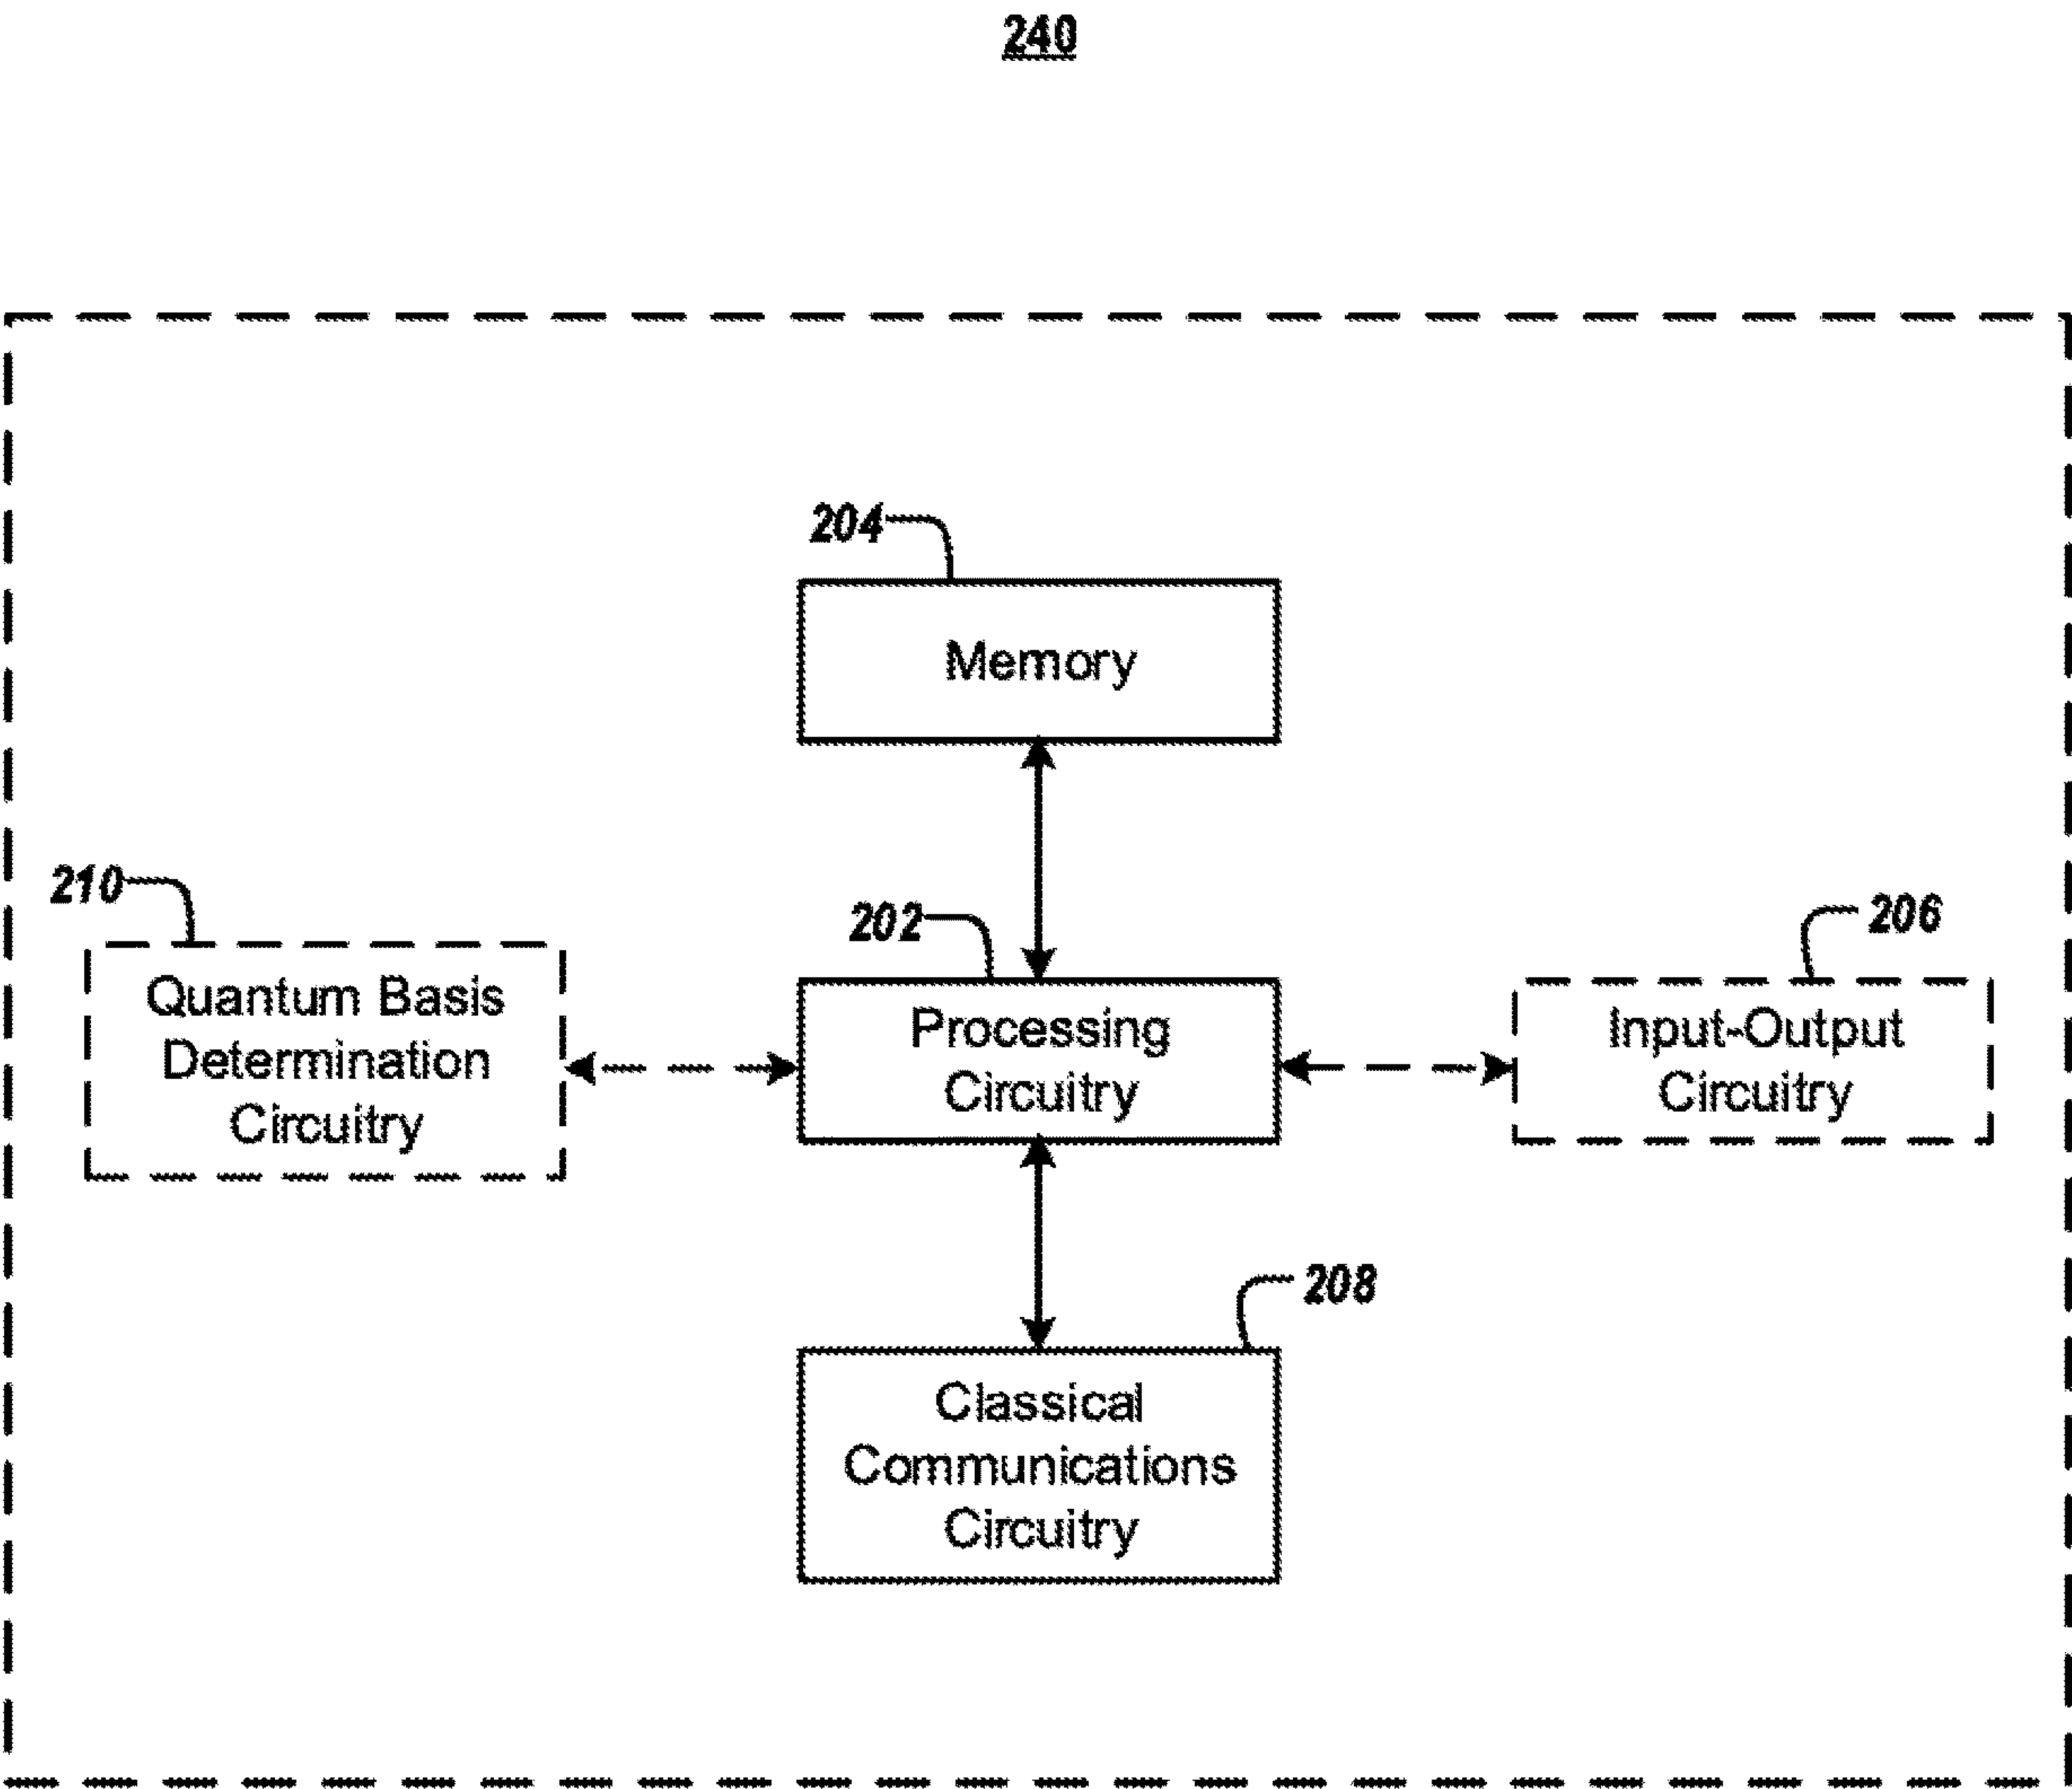 240
204
Memory
210
202
206
Quantum Basis
Determination
Circuitry
Processing
Circuitry
Input-Output
Circuitry
208
Classical
Communications
Circuitry